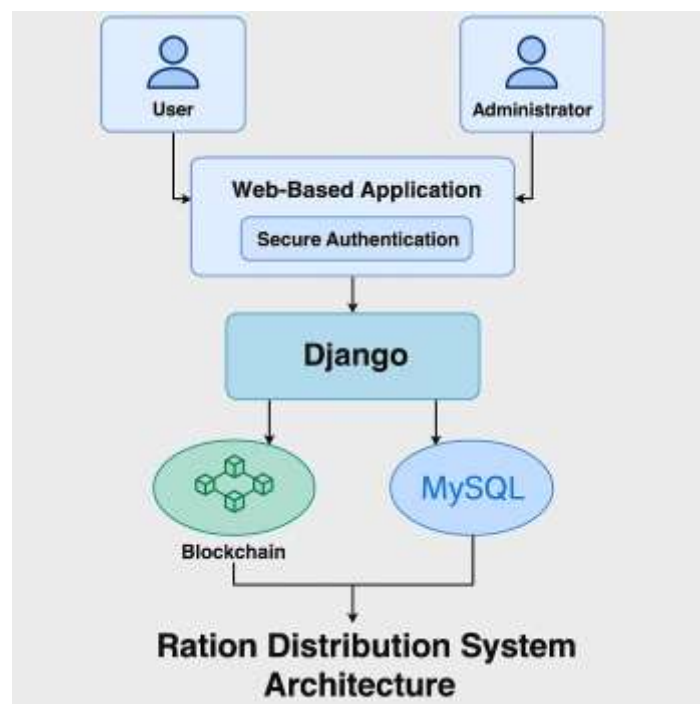 User
Administrator
Web-Based Application
Secure Authentication
Django
MySQL
Blockchain
Ration Distribution System
Architecture